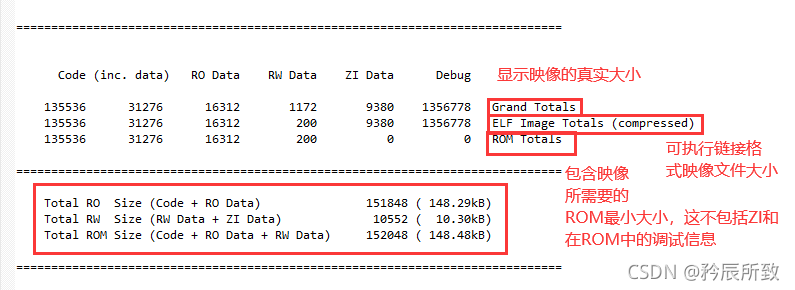 ==============================================================================
Code (inc. data) RO Data RW Data ZI Data Debug
显示映像的真实大小
135536 31276 16312 1172 9380 1356778 Grand Totals
135536 31276 16312 200 9380 1356778 ELF Image Totals (compressed)
135536 31276 16312 200 0 0 ROM Totals
可执行链接格
式映像文件大小
==============================================================================
包含映像
所需要的
ROM最小大小，这不包括ZI和
在ROM中的调试信息
Total RO Size (Code + RO Data) 151848 ( 148.29kB)
Total RW Size (RW Data + ZI Data) 10552 ( 10.30kB)
Total ROM Size (Code + RO Data + RW Data) 152048 ( 148.48kB)
==============================================================================
CSDN @矜辰所致